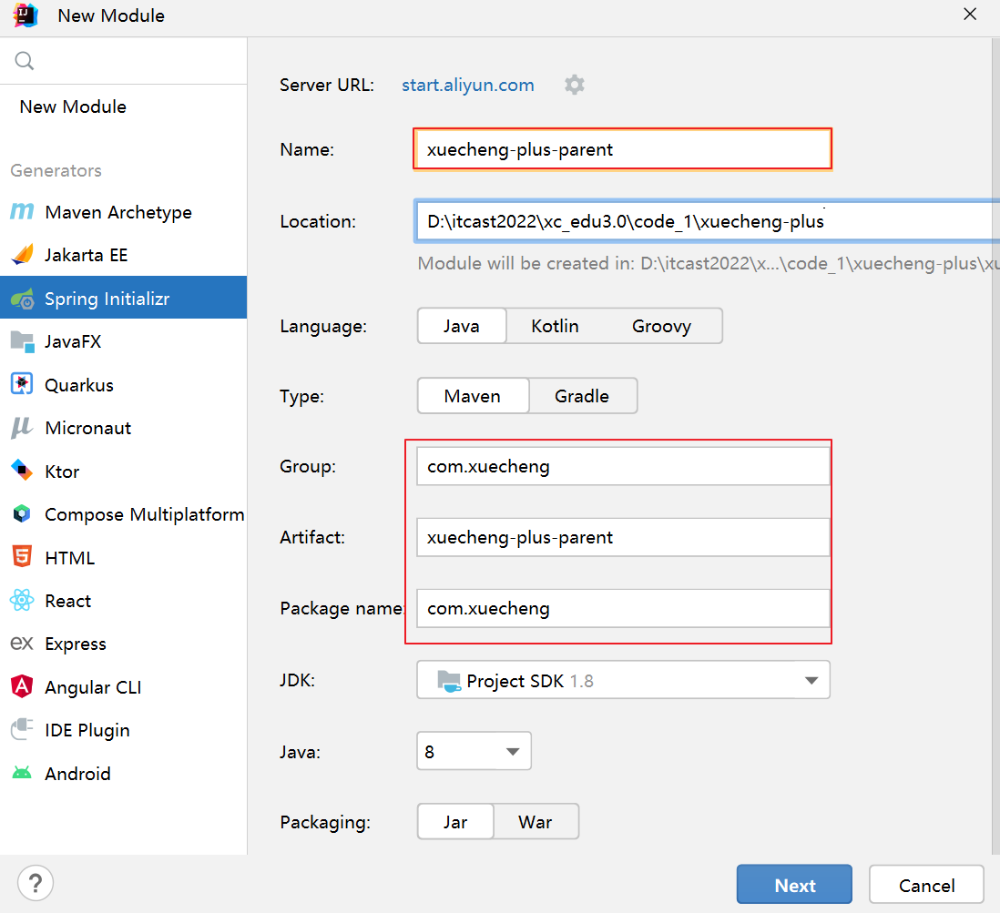 New Module
New Module
Generators
Maven Archetype
Jakarta EE
Spring Initializr
JavaFX
Quarkus
Micronaut
Ktor
Compose Multiplatform
HTML
React
ex Express
Angular CLI
IDE Plugin
Android
Server URL: start.aliyun.com
Name: xuecheng-plus-parent
Location: D:\itcast2022\xc_edu3.0\code_1\xuecheng-plus
Module will be created in: D:\itcast2022\x...\code_1\xuecheng-plus\xu
Language: Java Kotlin Groovy
Type: Maven Gradle
Group: com.xuecheng
Artifact: xuecheng-plus-parent
Package name: com.xuecheng
JDK: Project SDK 1.8
Java: 8
Packaging: Jar War
? Next Cancel